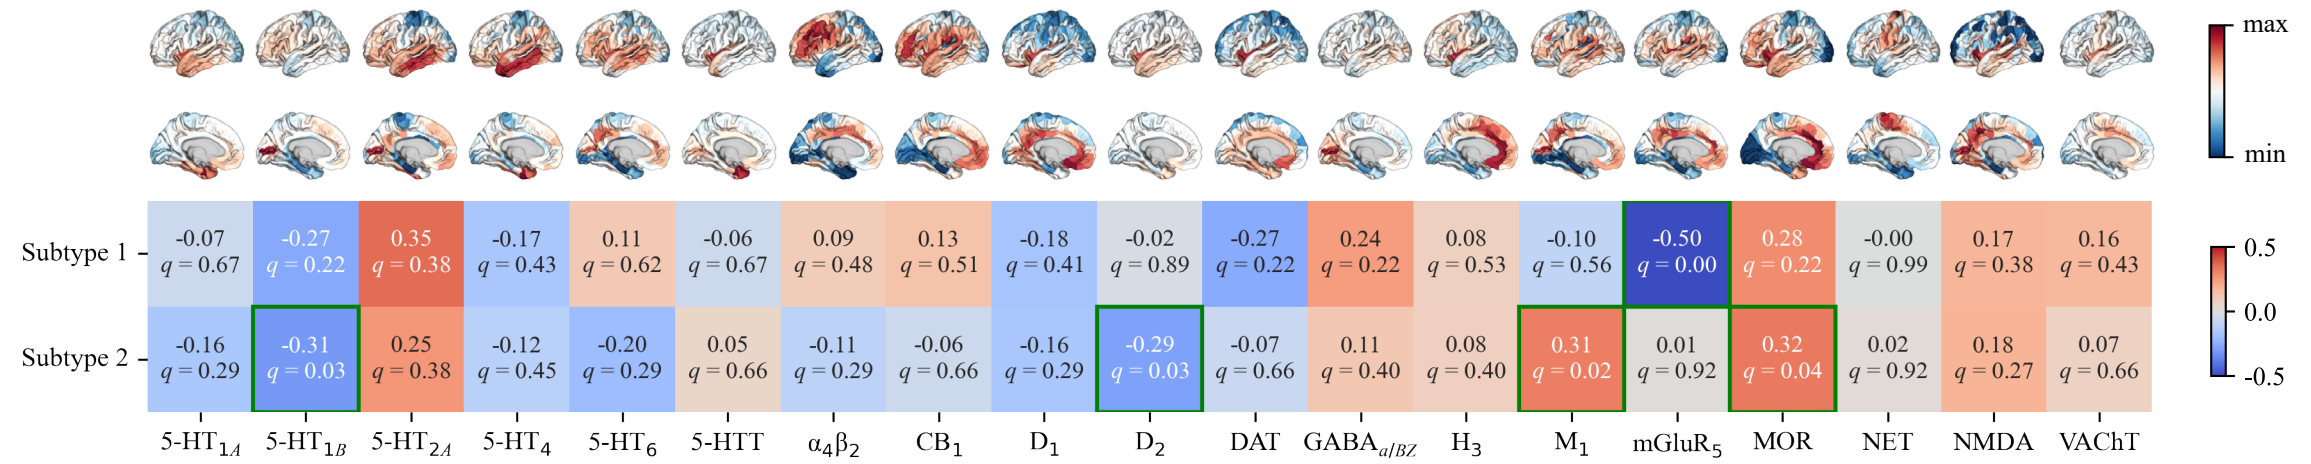 max
min
Subtype 1
-0.07 -0.27 0.35 -0.17 0.11 -0.06 0.09 0.13 -0.18 -0.02 -0.27 0.24 0.08 -0.10 -0.50 0.28 -0.00 0.17 0.16
q = 0.67 q = 0.22 q = 0.38 q = 0.43 q = 0.62 q = 0.67 q = 0.48 q = 0.51 q = 0.41 q = 0.89 q = 0.22 q = 0.22 q = 0.53 q = 0.56 q = 0.00 q = 0.22 q = 0.99 q = 0.38 q = 0.43
Subtype 2
-0.16 -0.31 0.25 -0.12 -0.20 0.05 -0.11 -0.06 -0.16 -0.29 -0.07 0.11 0.08 0.31 0.01 0.32 0.02 0.18 0.07
q = 0.29 q = 0.03 q = 0.38 q = 0.45 q = 0.29 q = 0.66 q = 0.29 q = 0.66 q = 0.29 q = 0.03 q = 0.66 q = 0.40 q = 0.40 q = 0.02 q = 0.92 q = 0.04 q = 0.92 q = 0.27 q = 0.66
5-HT1A 5-HT1B 5-HT2A 5-HT4 5-HT6 5-HTT α4β2 CB1 D1 D2 DAT GABAa/BZ H3 M1 mGluR5 MOR NET NMDA VAChT
0.5
0.0
-0.5